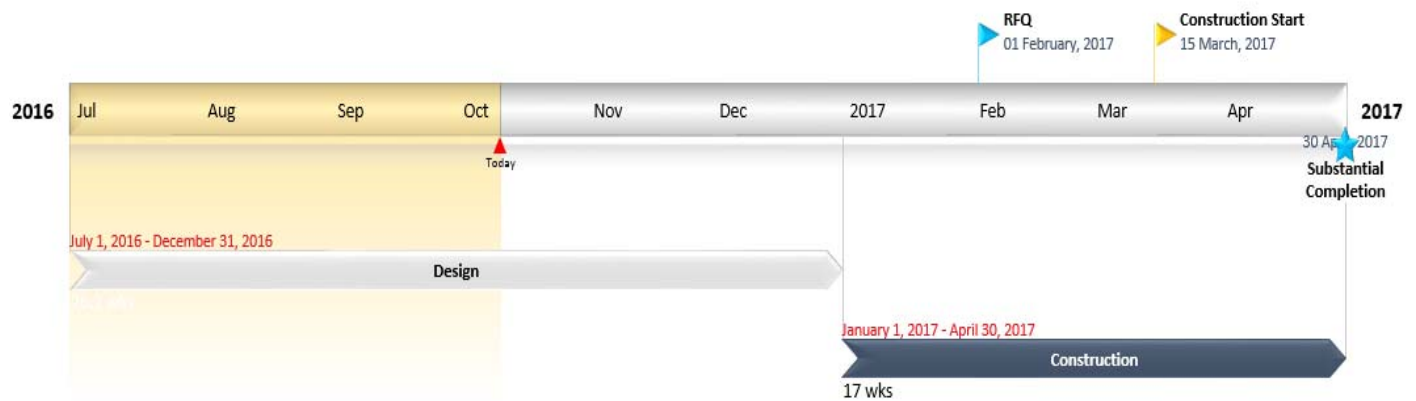 RFQ
01 February, 2017
Construction Start
15 March, 2017
2016 Jul Aug Sep Oct Nov Dec 2017 Feb Mar Apr 2017
Today
30 2017
Substantial
Completion
July 1, 2016 - December 31, 2016
Design
January 1, 2017 - April 30, 2017
Construction
17 wks